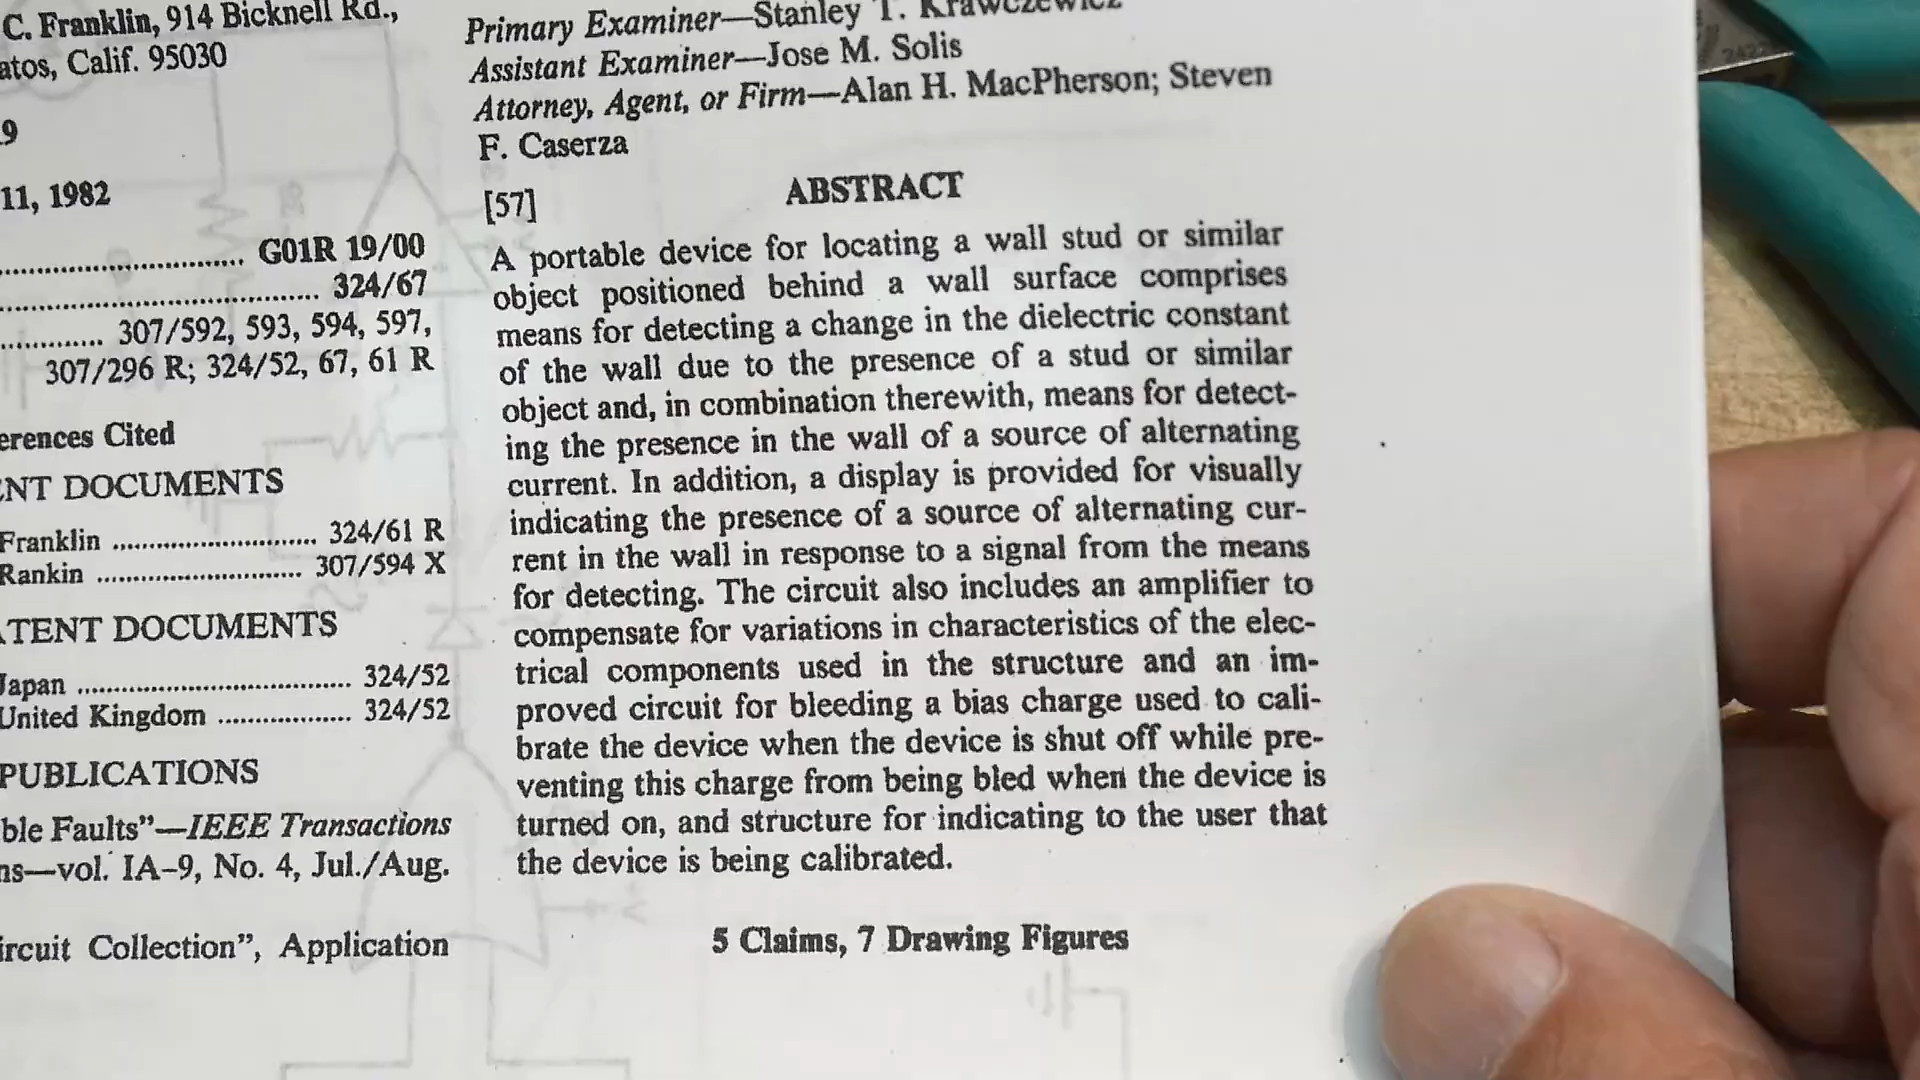 C. Franklin, 914 Bicknell Rd.,
atos, Calif. 95030
9
11, 1982
G01R 19/00
324/67
307/592, 593, 594, 597,
307/296 R; 324/52, 67, 61 R
erences Cited
ENT DOCUMENTS
Franklin ................................ 324/61 R
Rankin ................................ 307/594 X
ATENT DOCUMENTS
Japan ................................ 324/52
United Kingdom .................. 324/52
PUBLICATIONS
ble Faults"—IEEE Transactions
ns—vol. IA-9, No. 4, Jul./Aug.
ircuit Collection", Application
Primary Examiner—Stanley T. Krawczewicz
Assistant Examiner—Jose M. Solis
Attorney, Agent, or Firm—Alan H. MacPherson; Steven
F. Caserza
[57] ABSTRACT
A portable device for locating a wall stud or similar
object positioned behind a wall surface comprises
means for detecting a change in the dielectric constant
of the wall due to the presence of a stud or similar
object and, in combination therewith, means for detect-
ing the presence in the wall of a source of alternating
current. In addition, a display is provided for visually
indicating the presence of a source of alternating cur-
rent in the wall in response to a signal from the means
for detecting. The circuit also includes an amplifier to
compensate for variations in characteristics of the elec-
trical components used in the structure and an im-
proved circuit for bleeding a bias charge used to cali-
brate the device when the device is shut off while pre-
venting this charge from being bled when the device is
turned on, and structure for indicating to the user that
the device is being calibrated.
5 Claims, 7 Drawing Figures